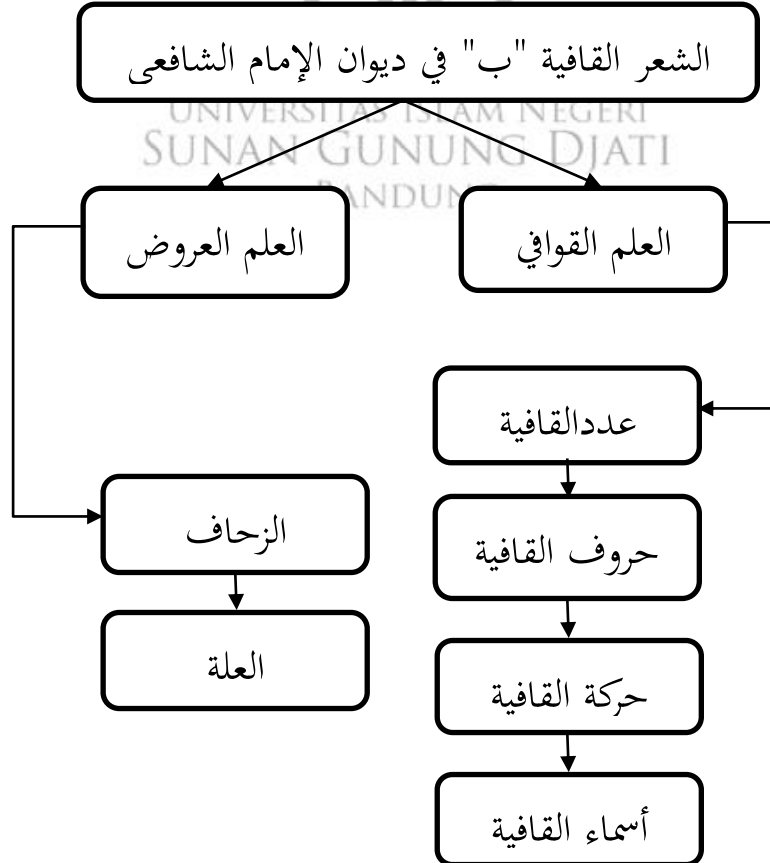 الشعر القافية "ب" في ديوان الإمام الشافعى
UNIVERSITAS ISLAM NEGERI
SUNAN GUNUNG DJATI
BANDUNG
العلم القوافي
العلم العروض
عددالقافية
حروف القافية
حركة القافية
أسماء القافية
الزحاف
العلة